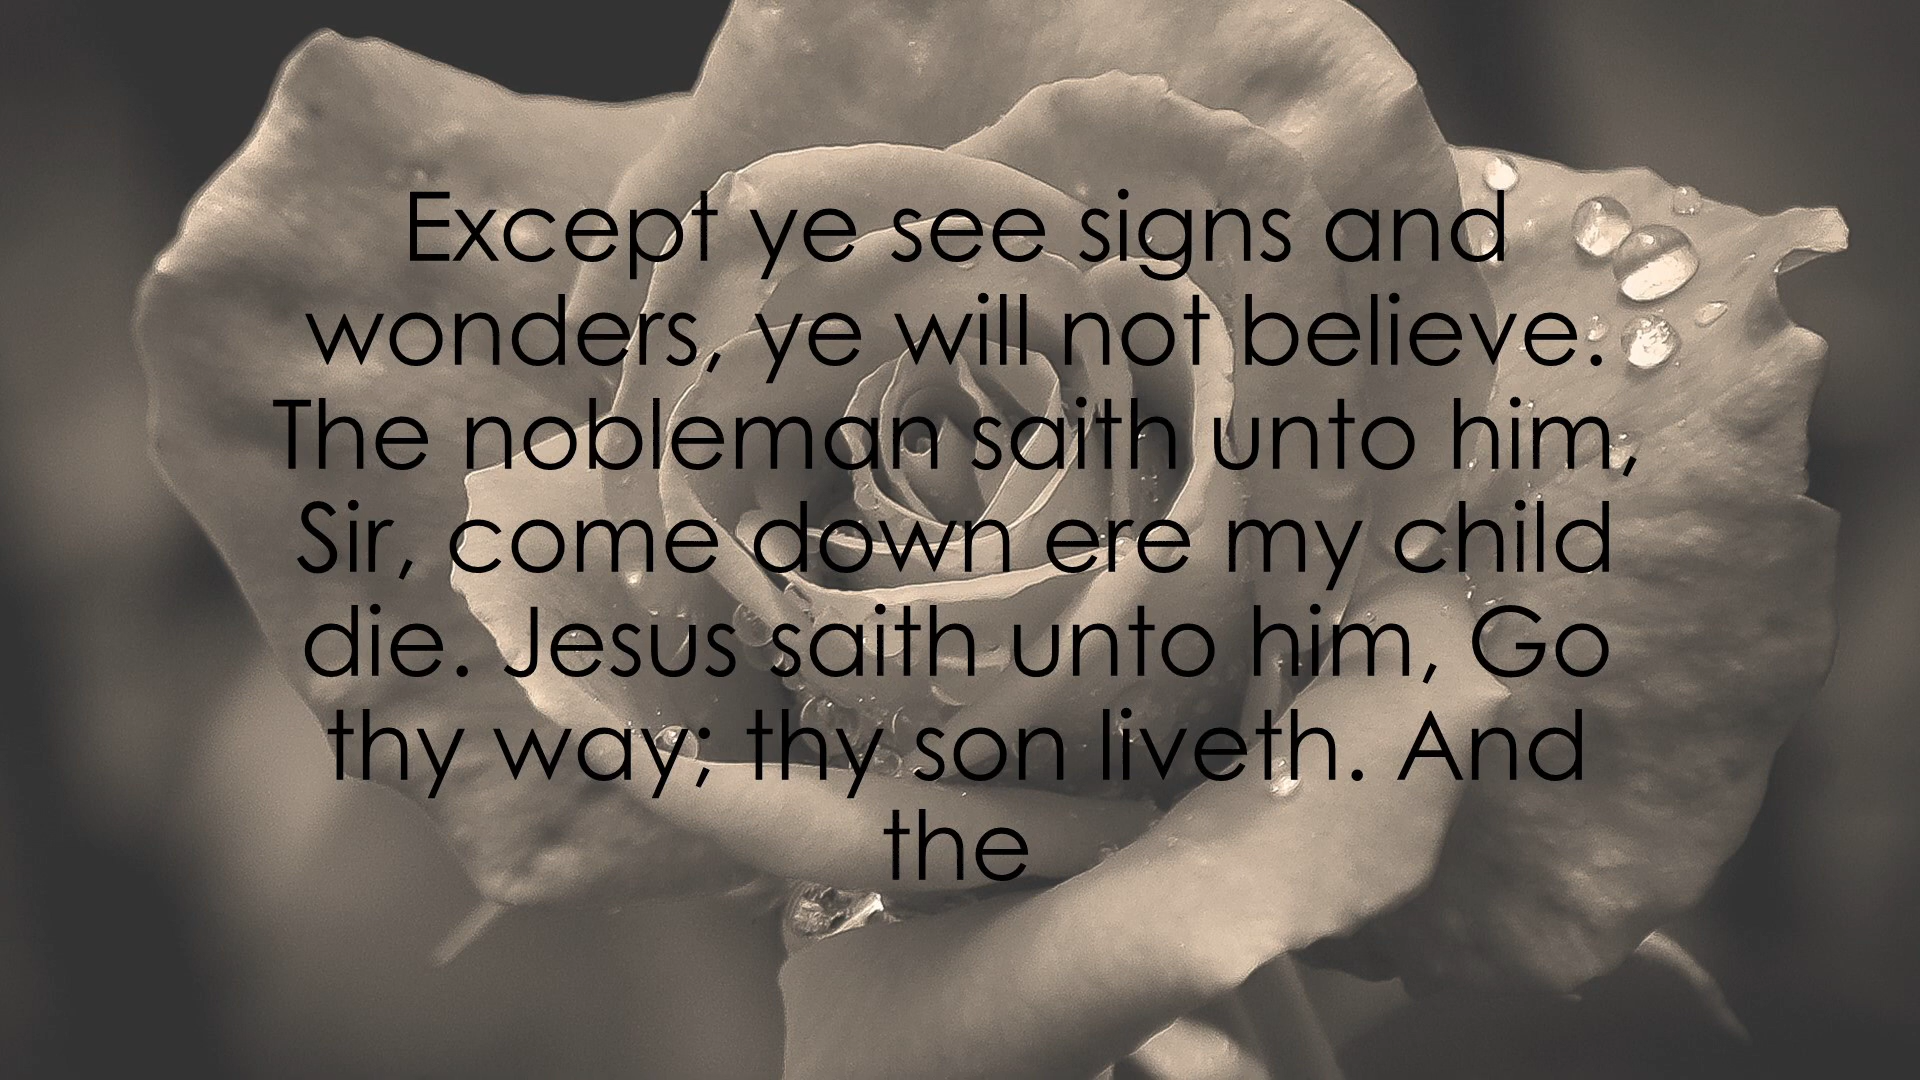 Except ye see signs and
wonders, ye will not believe.
The nobleman saith unto him,
Sir, come down ere my child
die. Jesus saith unto him, Go
thy way; thy son liveth. And
the